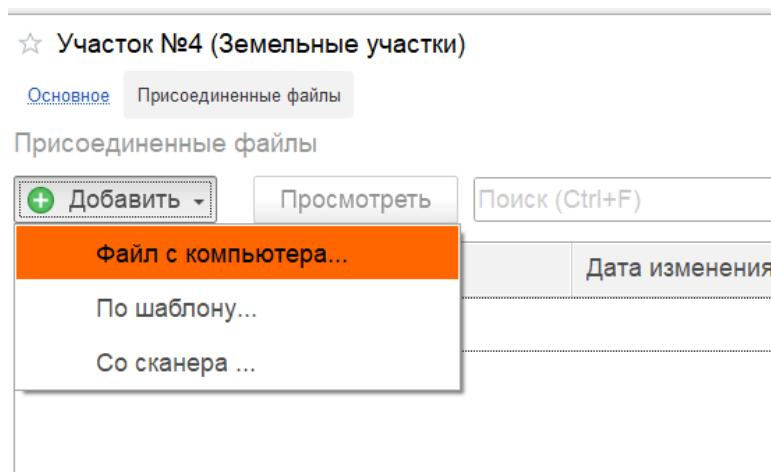 Участок №4 (Земельные участки)
Основное Присоединенные файлы
Присоединенные файлы
Добавить Просмотреть Поиск (Ctrl+F)
Файл с компьютера...
Дата изменения
По шаблону...
Со сканера ...